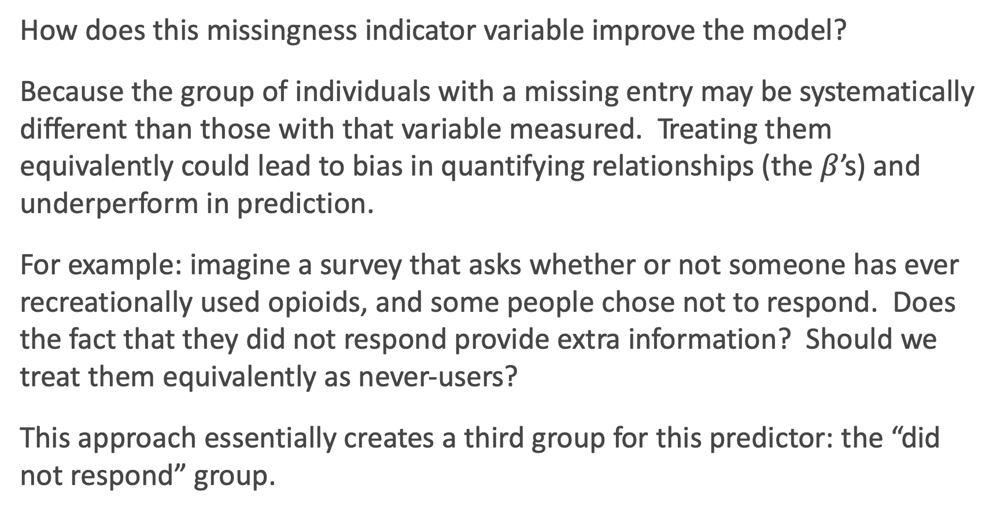 How does this missingness indicator variable improve the model?
Because the group of individuals with a missing entry may be systematically
different than those with that variable measured.  Treating them
equivalently could lead to bias in quantifying relationships (the 𝛽’s) and
underperform in prediction.
For example: imagine a survey that asks whether or not someone has ever
recreationally used opioids, and some people chose not to respond.  Does
the fact that they did not respond provide extra information?  Should we
treat them equivalently as never-users?
This approach essentially creates a third group for this predictor: the “did
not respond” group.